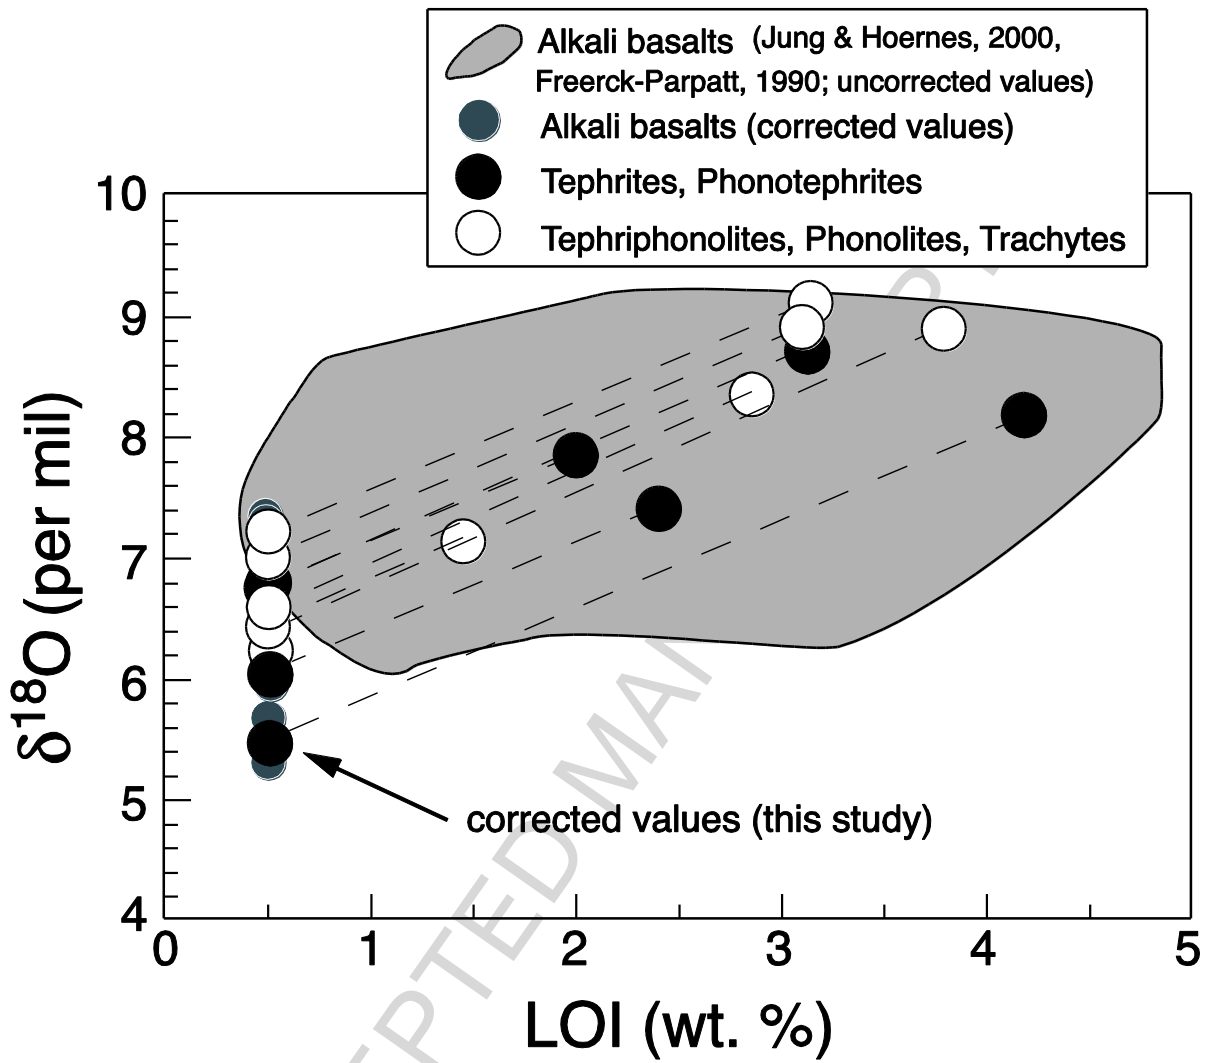 Alkali basalts (Jung & Hoernes, 2000,
Freerck-Parpatt, 1990; uncorrected values)
Alkali basalts (corrected values)
Tephrites, Phonotephrites
Tephriphonolites, Phonolites, Trachytes
10
9
8
7
6
5
4
δ18O (per mil)
corrected values (this study)
0 1 2 3 4 5
LOI (wt. %)